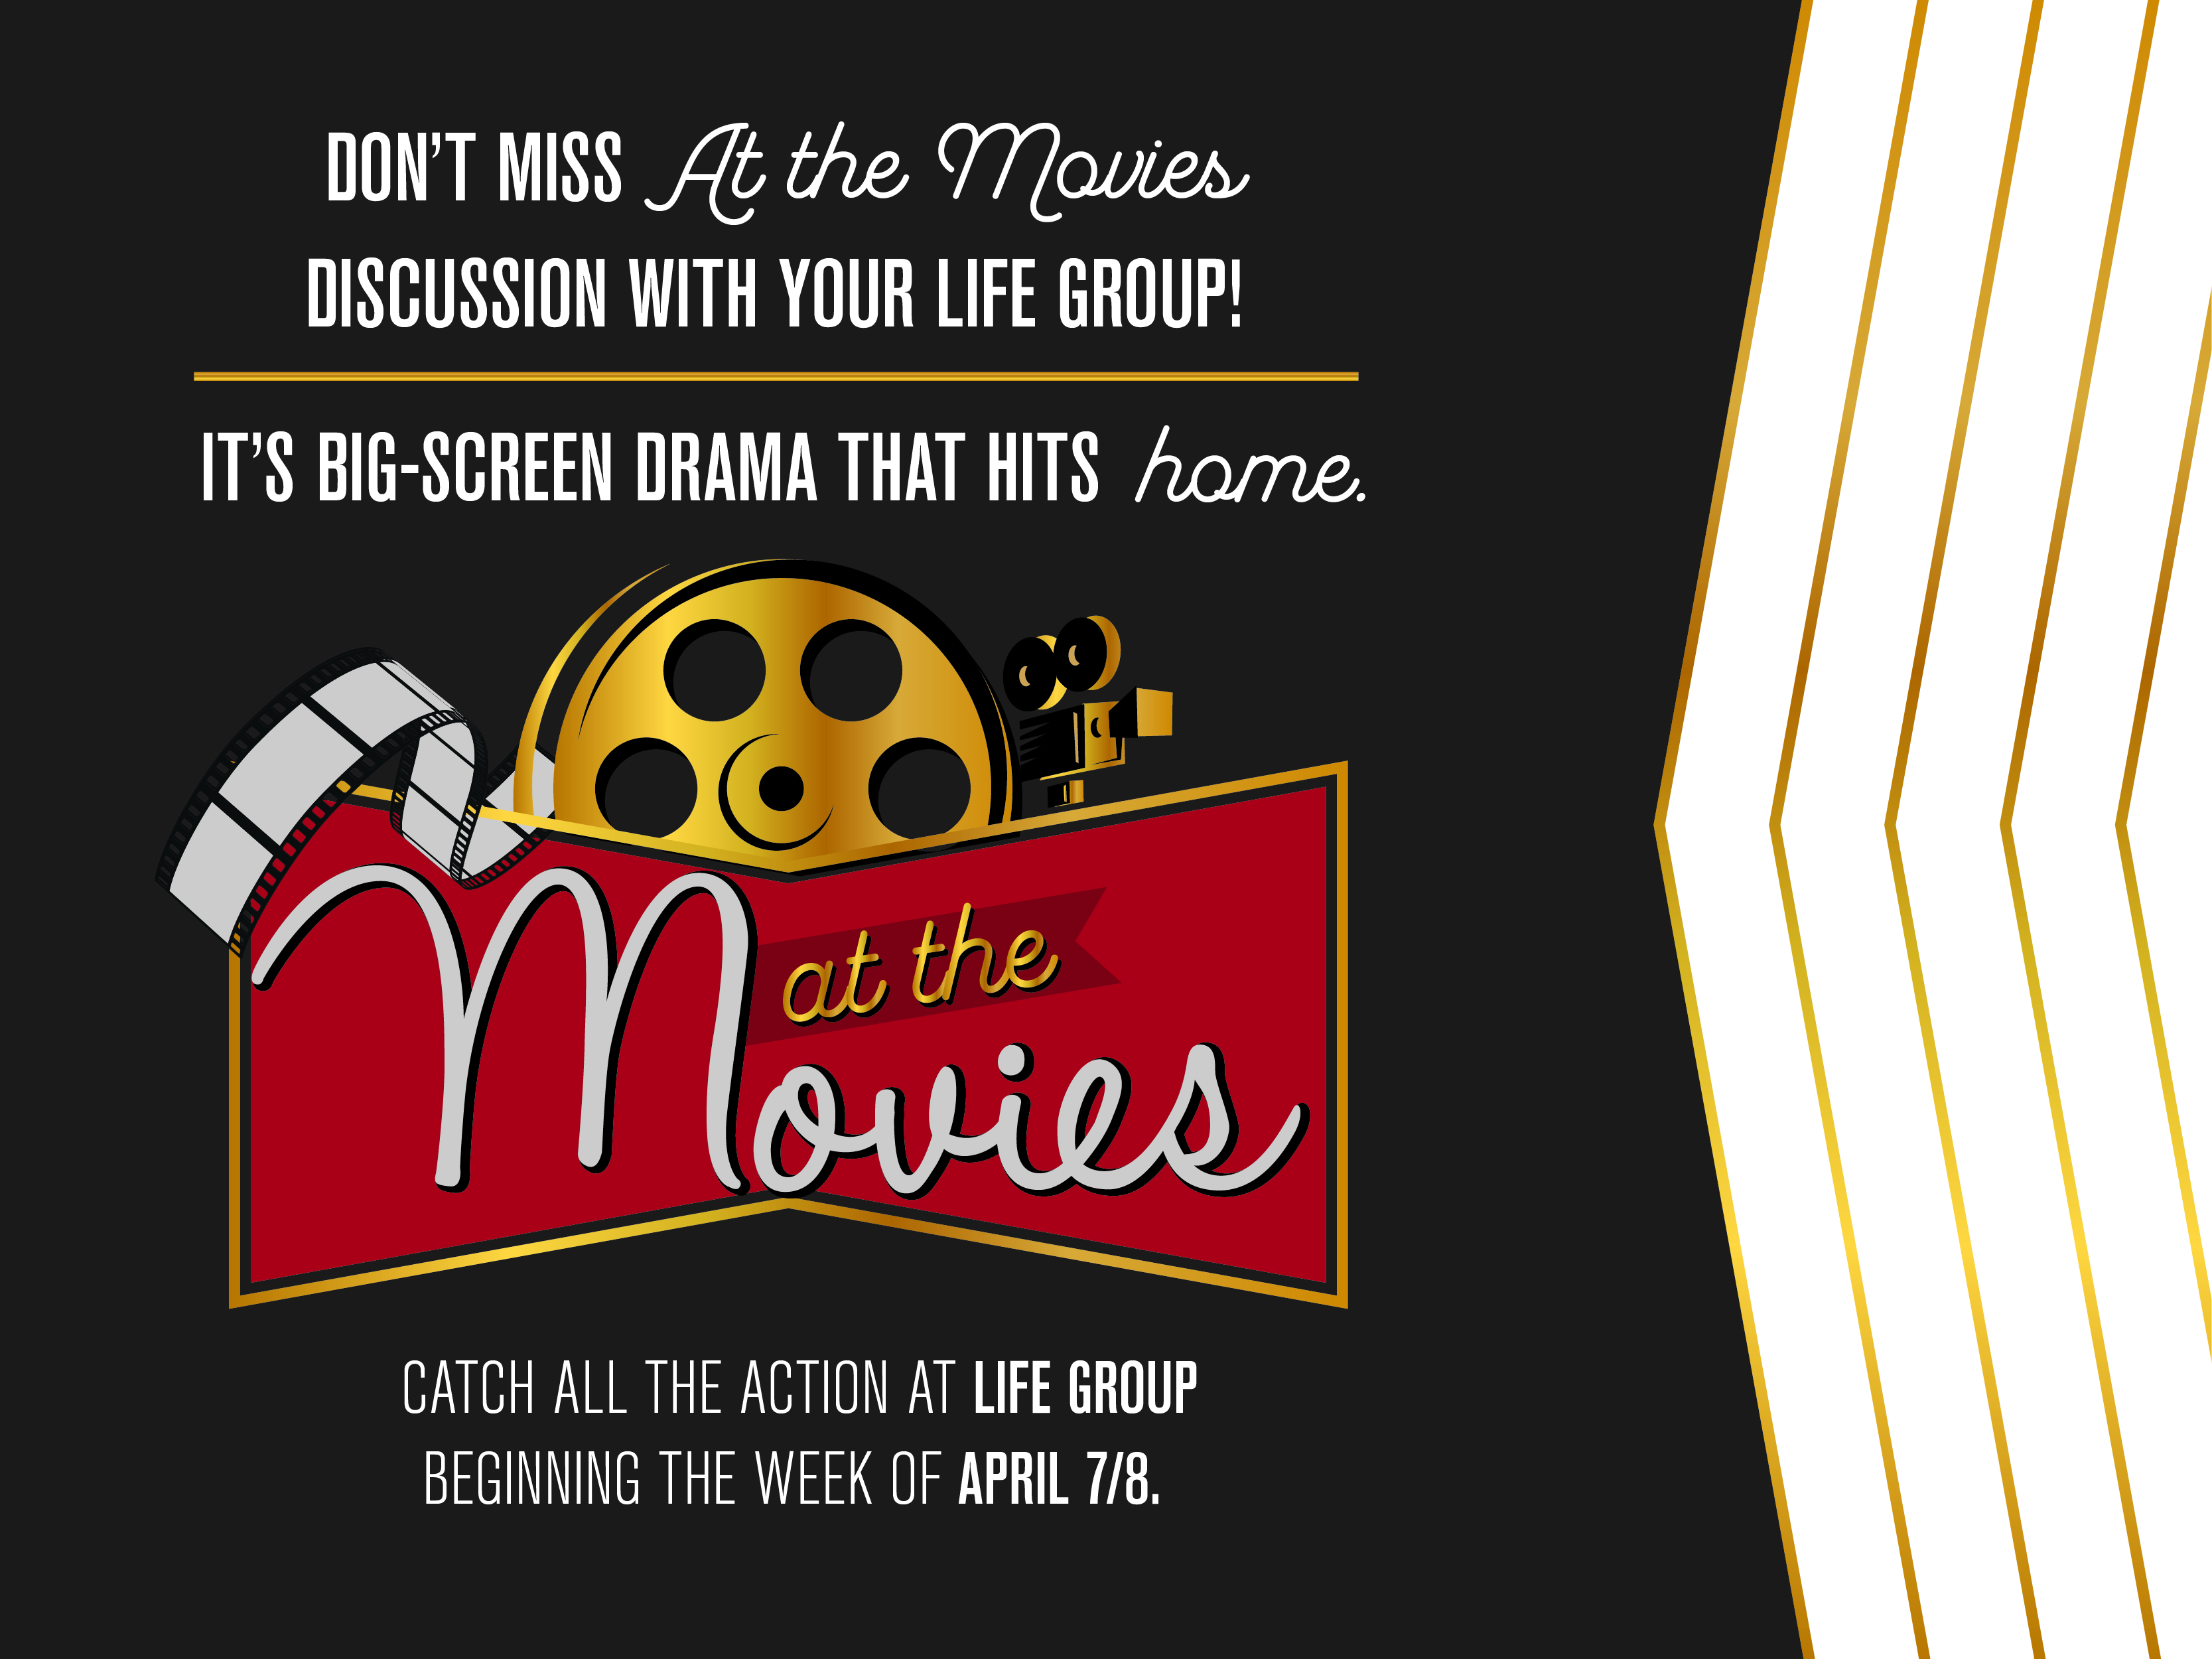 DON'T MISS At the Movies
DISCUSSION WITH YOUR LIFE GROUP!
IT'S BIG-SCREEN DRAMA THAT HITS home.
at the
Movies
CATCH ALL THE ACTION AT LIFE GROUP
BEGINNING THE WEEK OF APRIL 7/8.